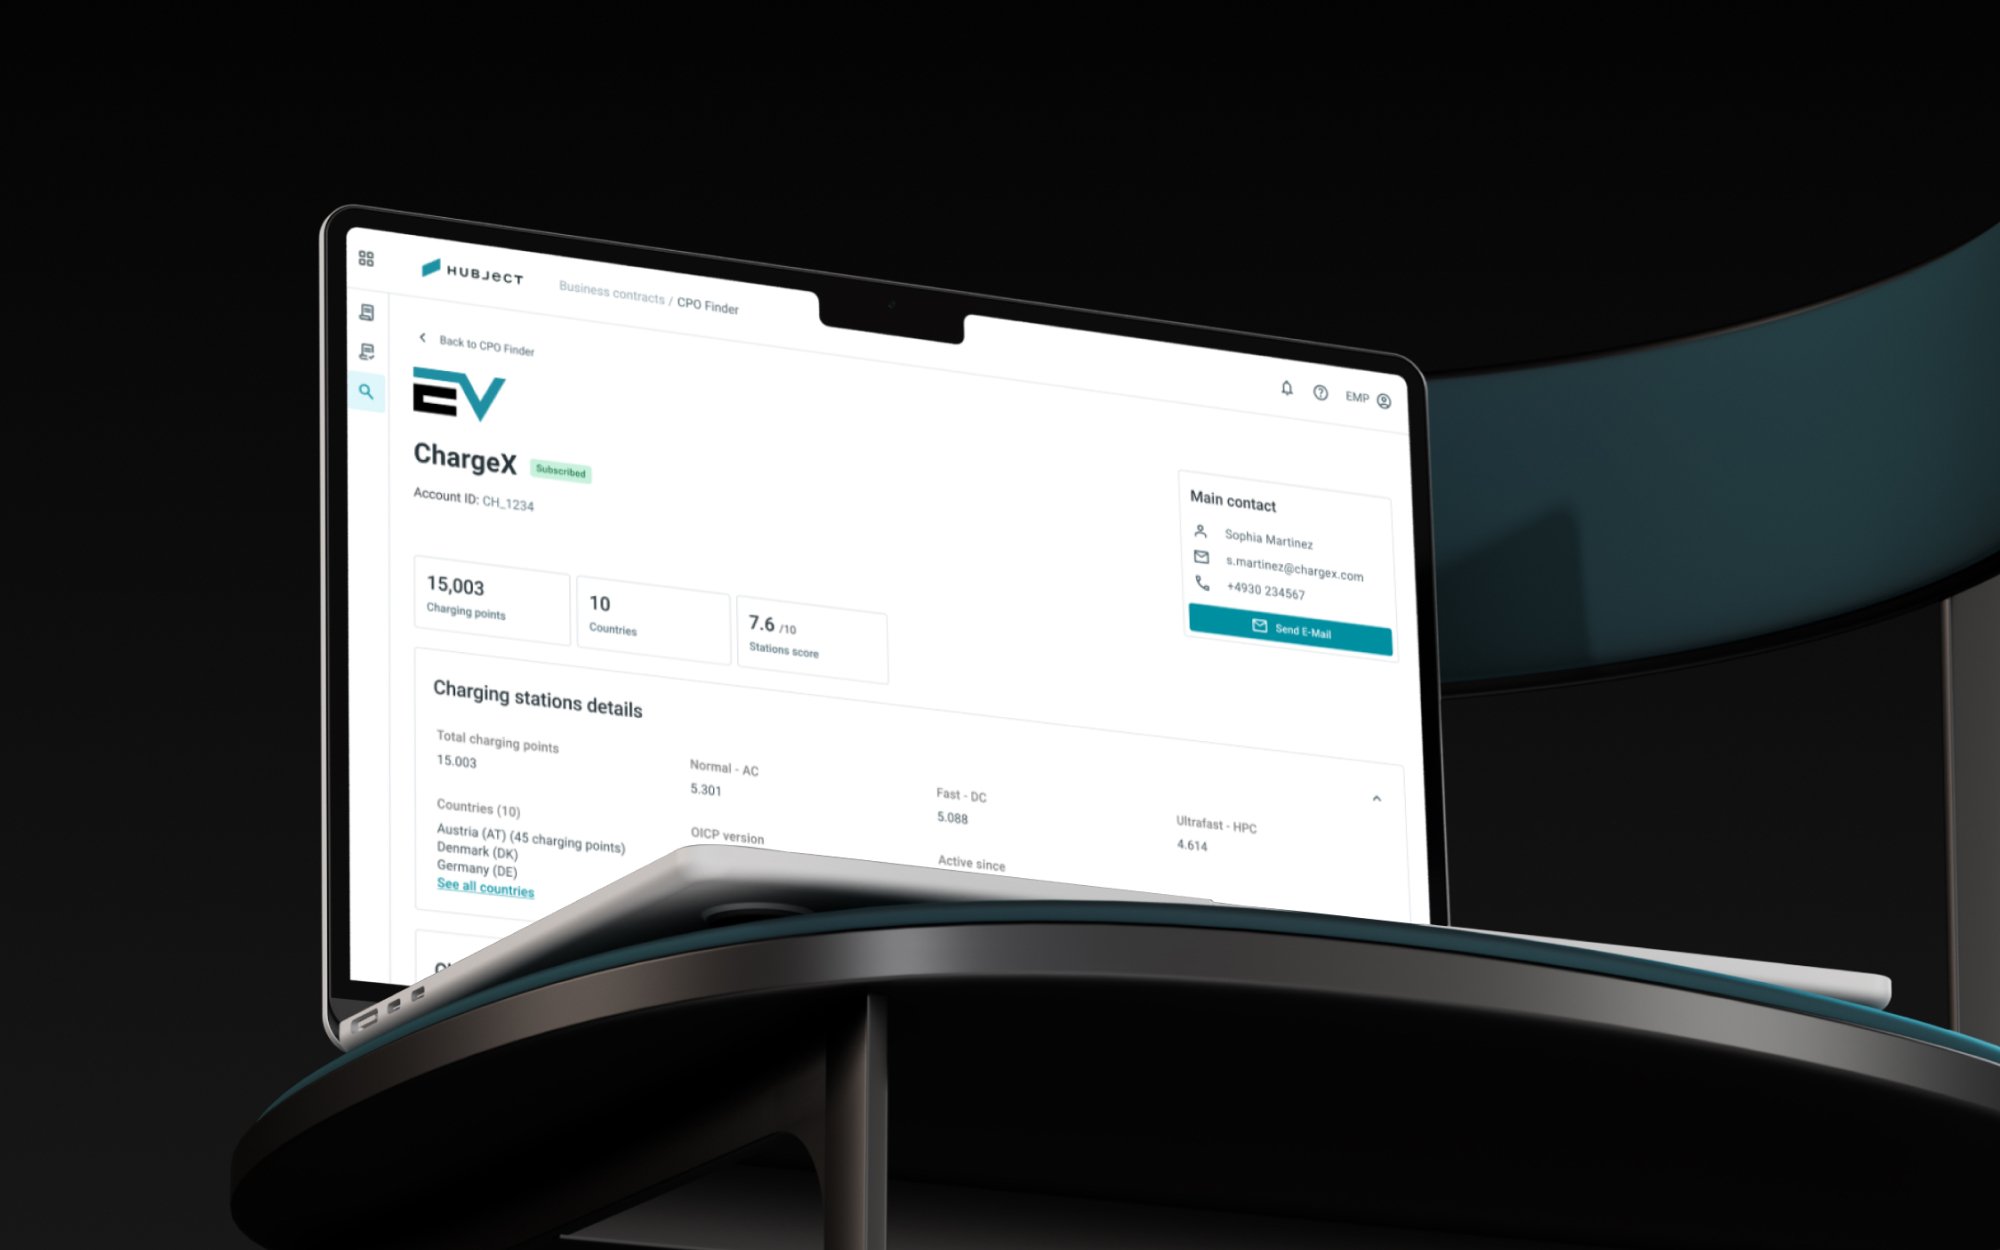 HUBJECT
Business contracts / CPO Finder
EMP
Back to CPO Finder
EV
ChargeX
Subscribed
Account ID: CH_1234
Main contact
Sophia Martinez
s.martinez@chargex.com
+4930 234567
Send E-Mail
15,003
Charging points
10
Countries
7.6 /10
Stations score
Charging stations details
Total charging points
15.003
Normal - AC
5.301
Fast - DC
5.088
Ultrafast - HPC
4.614
Countries (10)
Austria (AT) (45 charging points)
Denmark (DK)
Germany (DE)
See all countries
OICP version
Active since